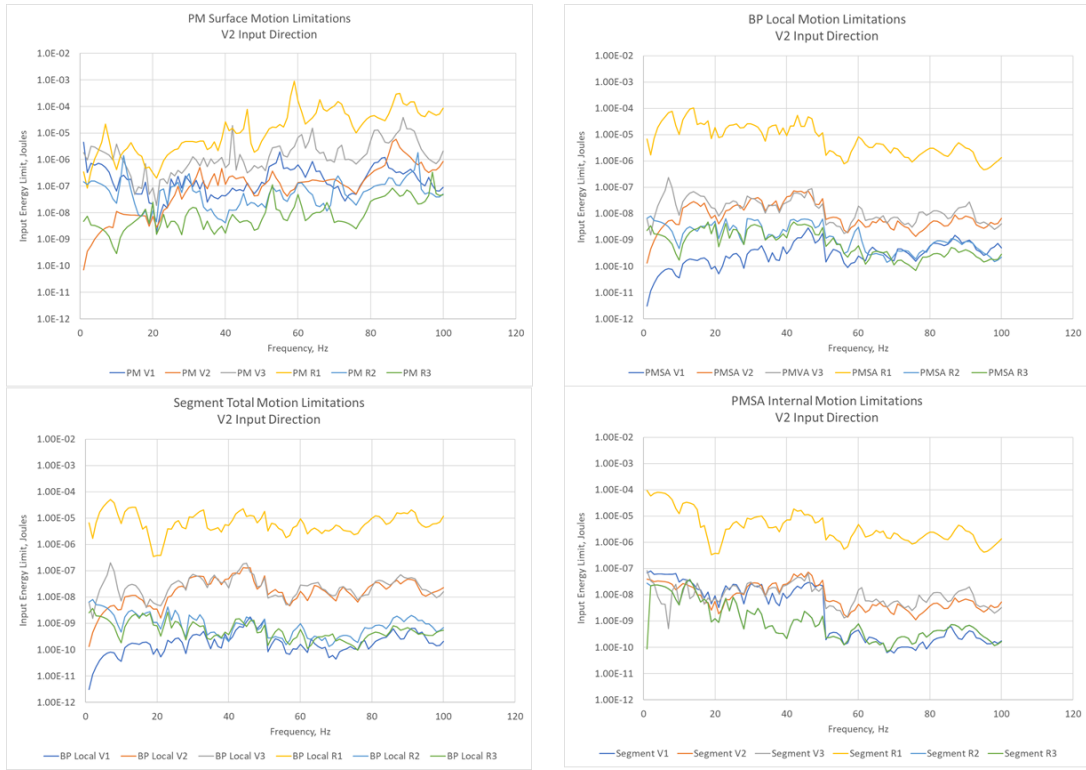 PM Surface Motion Limitations
V2 Input Direction
1.0E-02
1.0E-03
1.0E-04
1.0E-05
1.0E-06
1.0E-07
1.0E-08
1.0E-09
1.0E-10
1.0E-11
1.0E-12
Input Energy Limit, Joules
0 20 40 60 80 100 120
Frequency, Hz
PM V1 PM V2 PM V3 PM R1 PM R2 PM R3
BP Local Motion Limitations
V2 Input Direction
1.00E-02
1.00E-03
1.00E-04
1.00E-05
1.00E-06
1.00E-07
1.00E-08
1.00E-09
1.00E-10
1.00E-11
1.00E-12
Input Energy Limit, Joules
0 20 40 60 80 100 120
Frequency, Hz
PMSA V1 PMSA V2 PMVA V3 PMSA R1 PMSA R2 PMSA R3
Segment Total Motion Limitations
V2 Input Direction
1.00E-02
1.00E-03
1.00E-04
1.00E-05
1.00E-06
1.00E-07
1.00E-08
1.00E-09
1.00E-10
1.00E-11
1.00E-12
Input Energy Limit, Joules
0 20 40 60 80 100 120
Frequency, Hz
BP Local V1 BP Local V2 BP Local V3 BP Local R1 BP Local R2 BP Local R3
PMSA Internal Motion Limitations
V2 Input Direction
1.00E-02
1.00E-03
1.00E-04
1.00E-05
1.00E-06
1.00E-07
1.00E-08
1.00E-09
1.00E-10
1.00E-11
1.00E-12
Input Energy Limit, Joules
0 20 40 60 80 100 120
Frequency, Hz
Segment V1 Segment V2 Segment V3 Segment R1 Segment R2 Segment R3